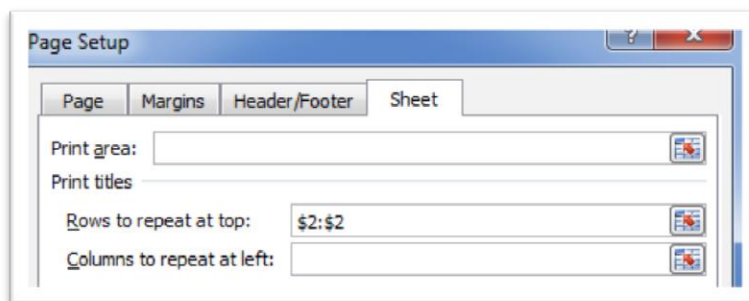 Page Setup
Page Margins Header/Footer Sheet
Print area:
Print titles
Rows to repeat at top: $2:$2
Columns to repeat at left: